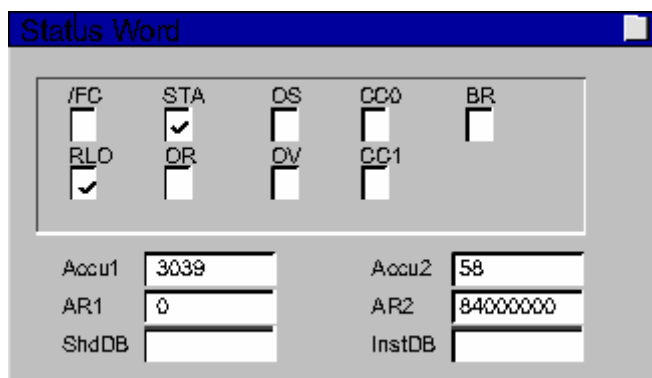 Status Word
/FC STA OS CC0 BR
RLO OR OV CC1
Accu1 3039 Accu2 58
AR1 0 AR2 84000000
ShdDB InstDB